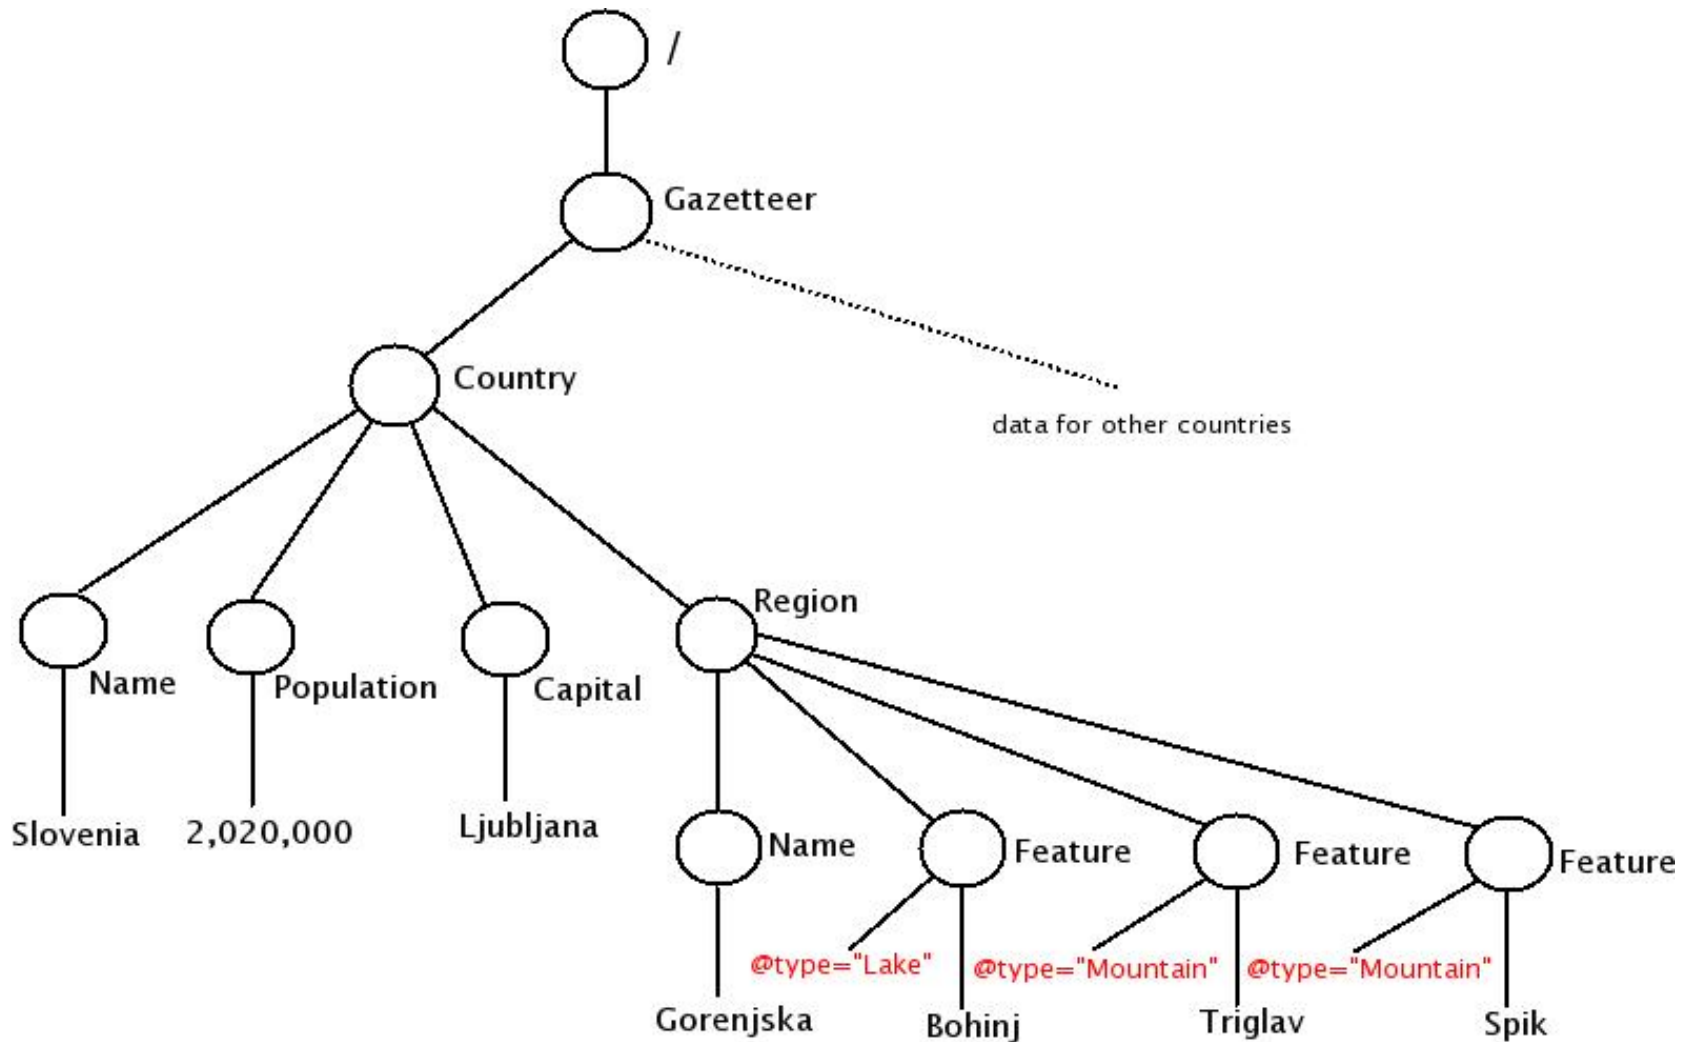 /
Gazetteer
Country
data for other countries
Region
Name
Population
Capital
Slovenia
2,020,000
Ljubljana
Name
Feature
Feature
Feature
@type="Lake"
@type="Mountain"
@type="Mountain"
Gorenjska
Bohinj
Triglav
Spik